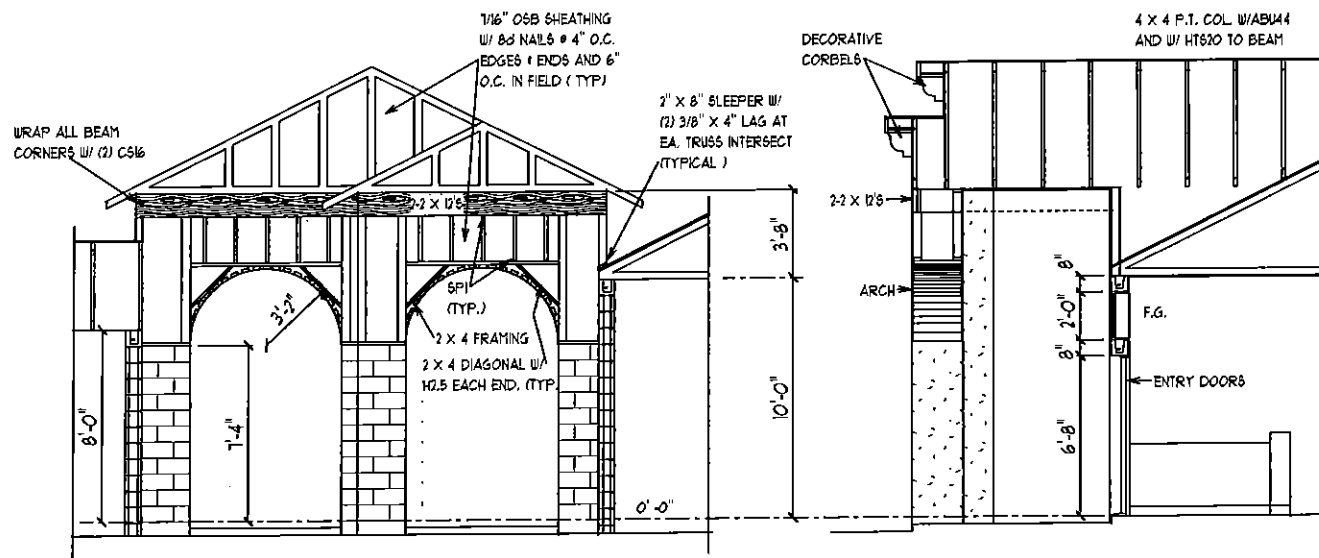 7/16" OSB SHEATHING
W/ 8d NAILS @ 4" O.C.
EDGES & ENDS AND 6"
O.C. IN FIELD ( TYP.)
WRAP ALL BEAM
CORNERS W/ (2) CS16
2" X 8" SLEEPER W/
(2) 3/8" X 4" LAG AT
EA. TRUSS INTERSECT
(TYPICAL )
2-2 X 12'S
SP1
(TYP.)
3'-2"
2 X 4 FRAMING
2 X 4 DIAGONAL W/
H2.5 EACH END. (TYP.
8'-0"
7'-4"
0'-0"
3'-8"
10'-0"
DECORATIVE
CORBELS
4 X 4 P.T. COL. W/ABU44
AND W/ HTS20 TO BEAM
2-2 X 12'S
ARCH
8"
2'-0"
8"
6'-8"
F.G.
ENTRY DOORS